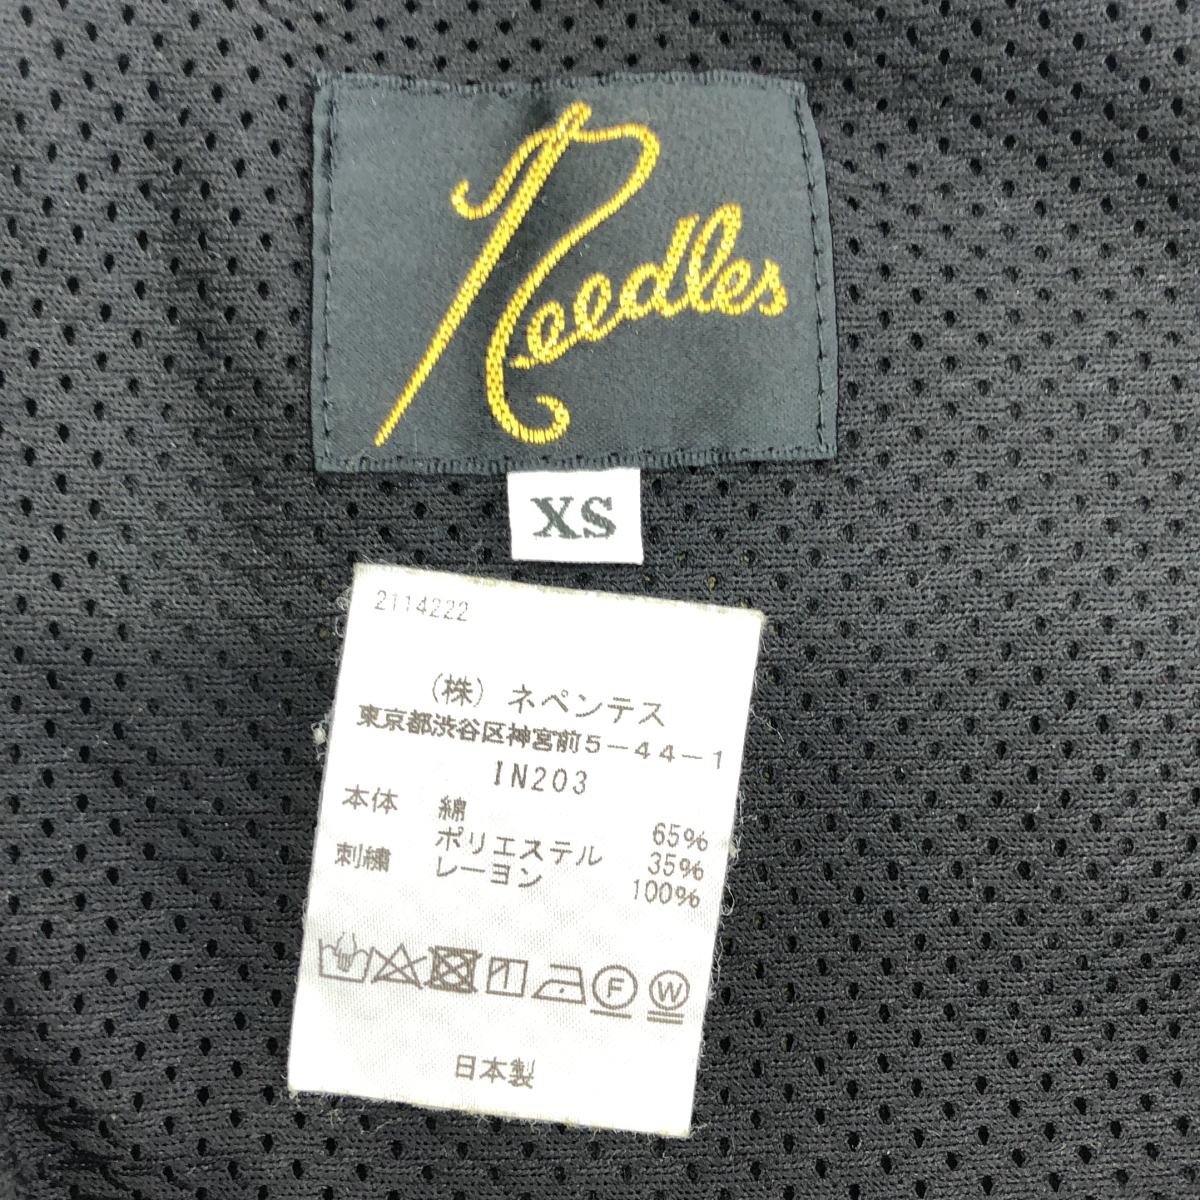 Needles
XS
2114222
(株) ネペンテス
東京都渋谷区神宮前5-44-1
IN203
本体 綿 65%
ポリエステル 35%
刺繍 レーヨン 100%
F W
日本製